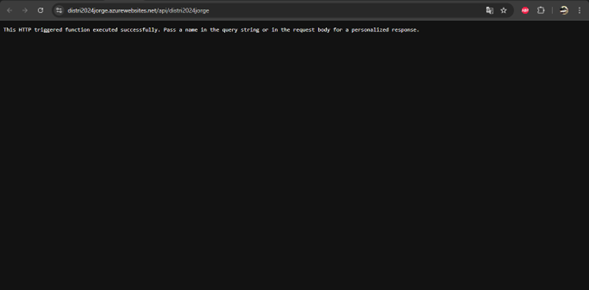 distri2024jorge.azurewebsites.net/api/distri2024jorge
This HTTP triggered function executed successfully. Pass a name in the query string or in the request body for a personalized response.